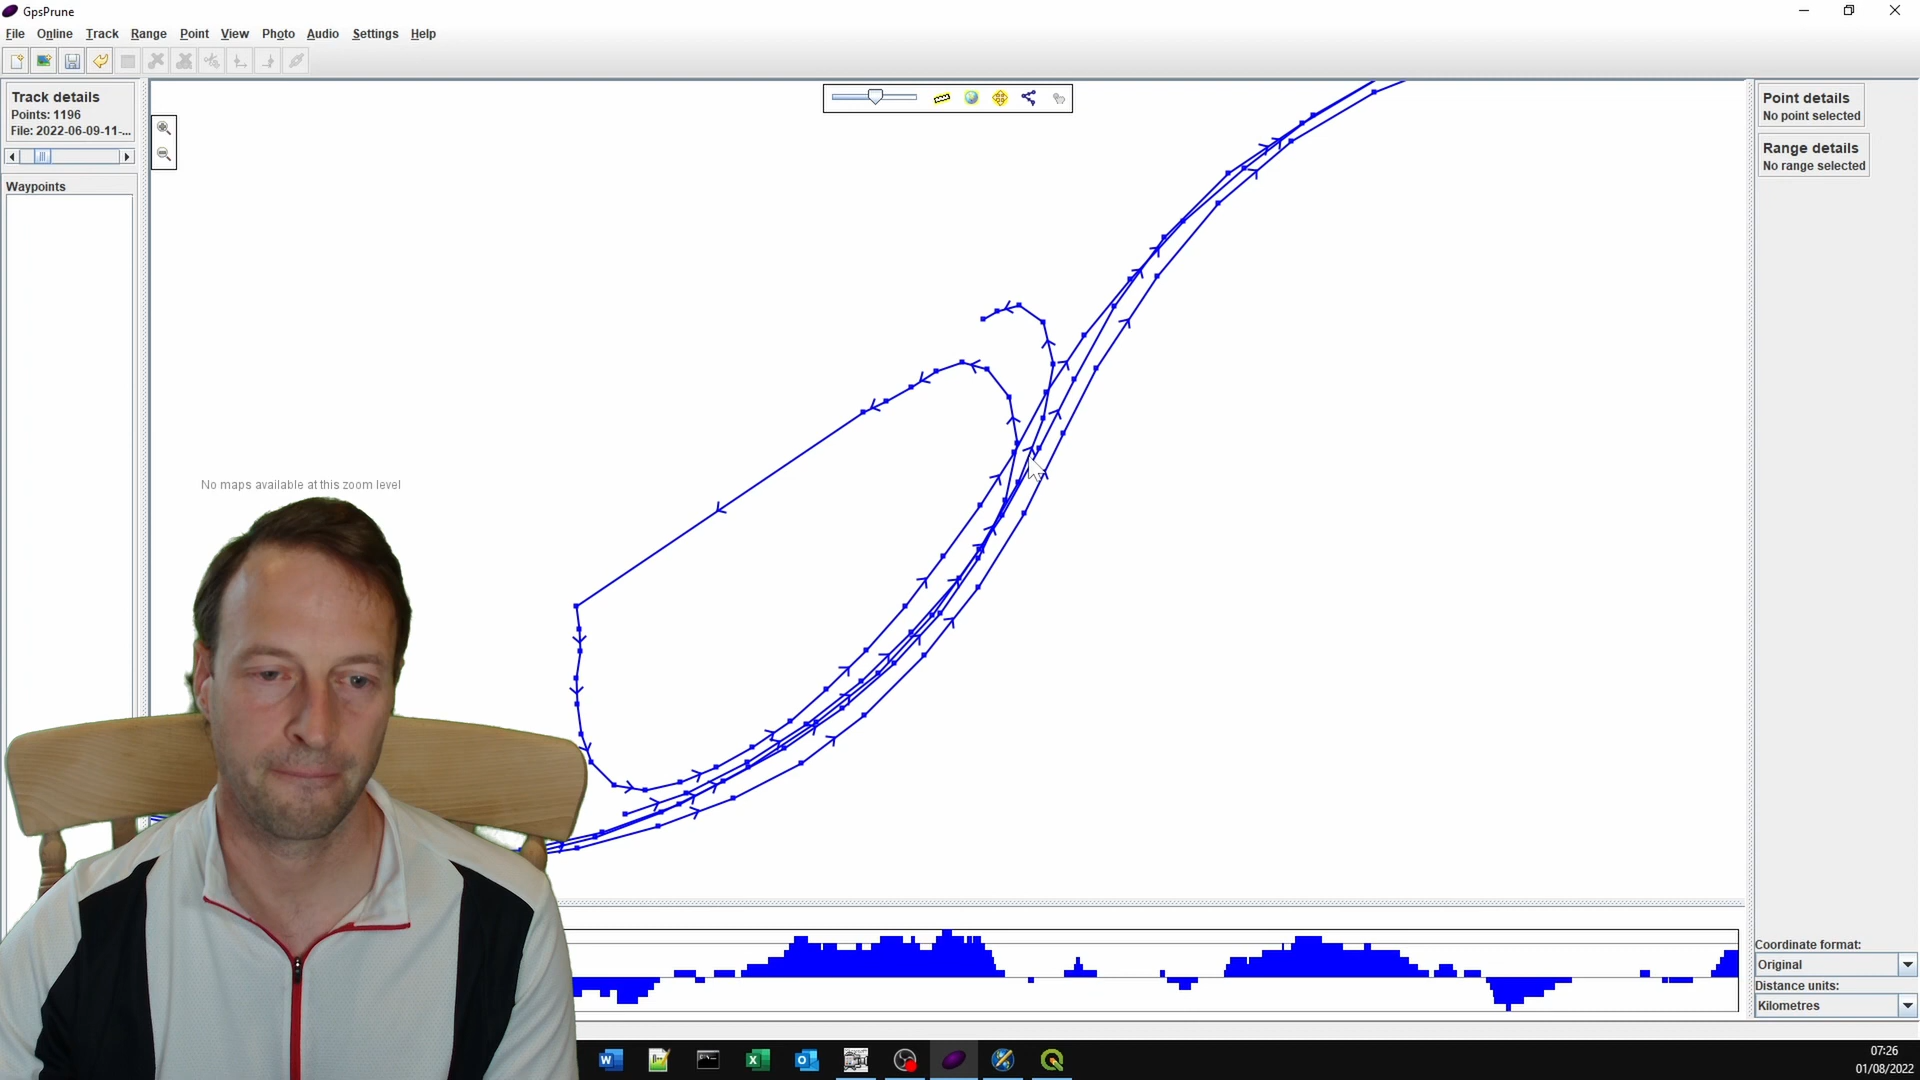 GpsPrune
File Online Track Range Point View Photo Audio Settings Help
Track details
Points: 1196
File: 2022-06-09-11-...
Waypoints
No maps available at this zoom level
Point details
No point selected
Range details
No range selected
Coordinate format:
Original
Distance units:
Kilometres
07:26
01/08/2022